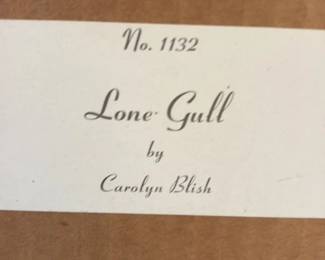 No. 1132
Lone Gull
by
Carolyn Blish